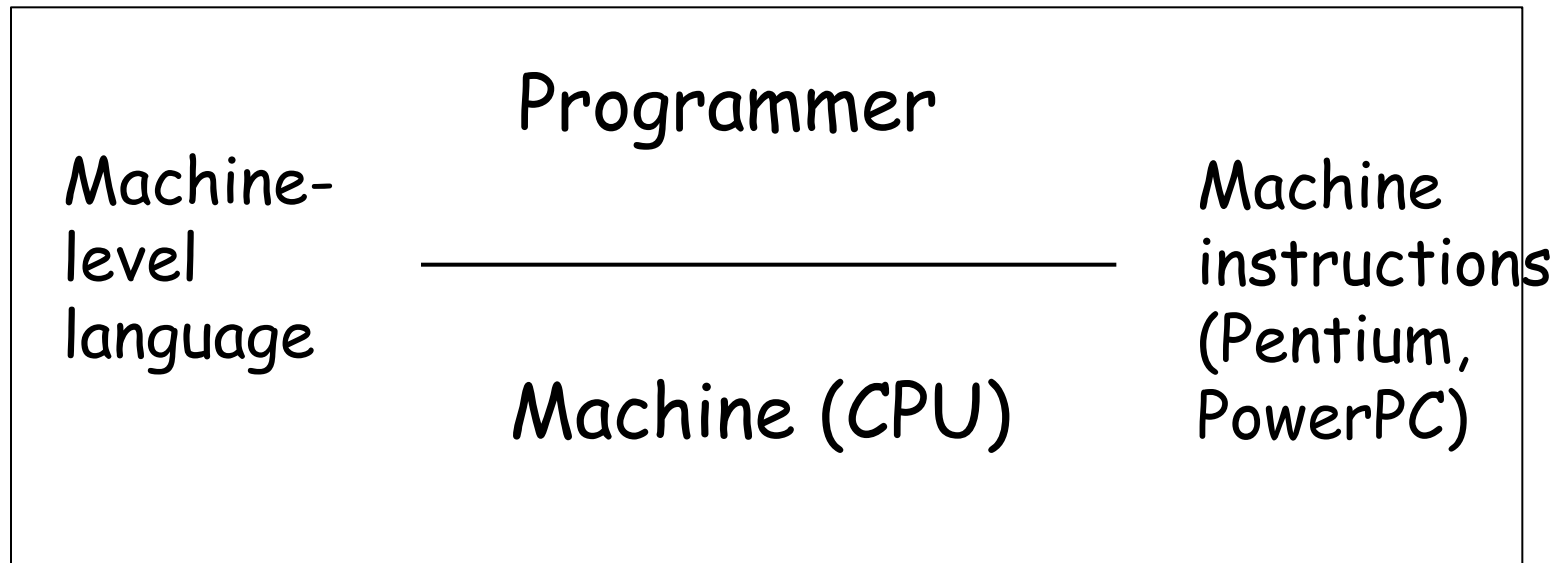 Programmer
Machine-
level
language
Machine (CPU)
Machine
instructions
(Pentium,
PowerPC)